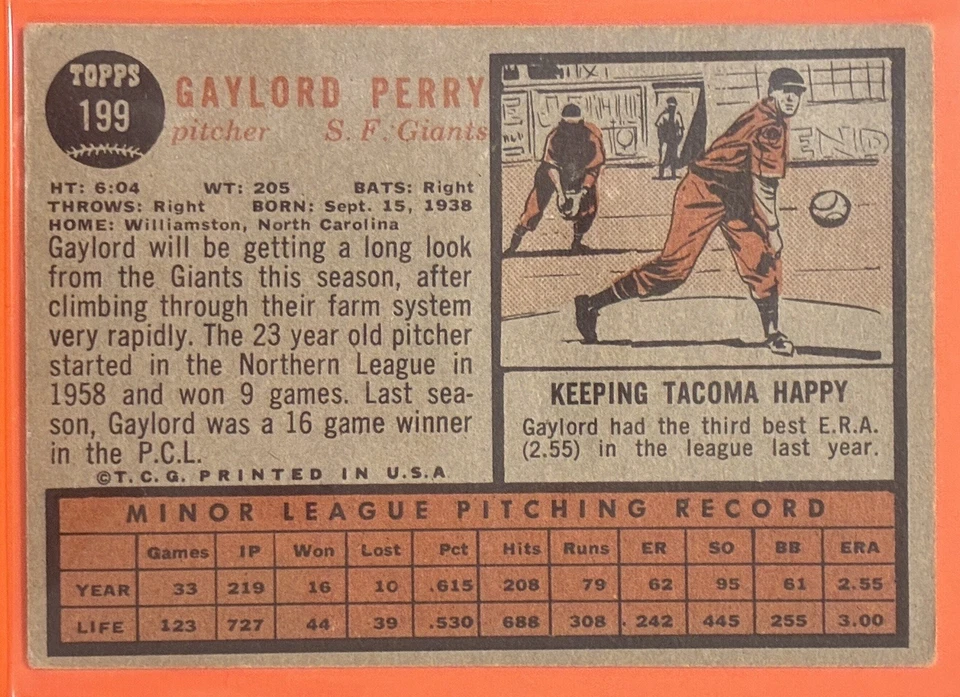 TOPPS
199
GAYLORD PERRY
pitcher S. F. Giants
HT: 6:04 WT: 205 BATS: Right
THROWS: Right BORN: Sept. 15, 1938
HOME: Williamston, North Carolina
Gaylord will be getting a long look
from the Giants this season, after
climbing through their farm system
very rapidly. The 23 year old pitcher
started in the Northern League in
1958 and won 9 games. Last sea-
son, Gaylord was a 16 game winner
in the P.C.L.
©T. C. G. PRINTED IN U.S.A
END
KEEPING TACOMA HAPPY
Gaylord had the third best E.R.A.
(2.55) in the league last year.
MINOR LEAGUE PITCHING RECORD
Games IP Won Lost Pct Hits Runs ER SO BB ERA
YEAR 33 219 16 10 .615 208 79 62 95 61 2.55
LIFE 123 727 44 39 .530 688 308 242 445 255 3.00